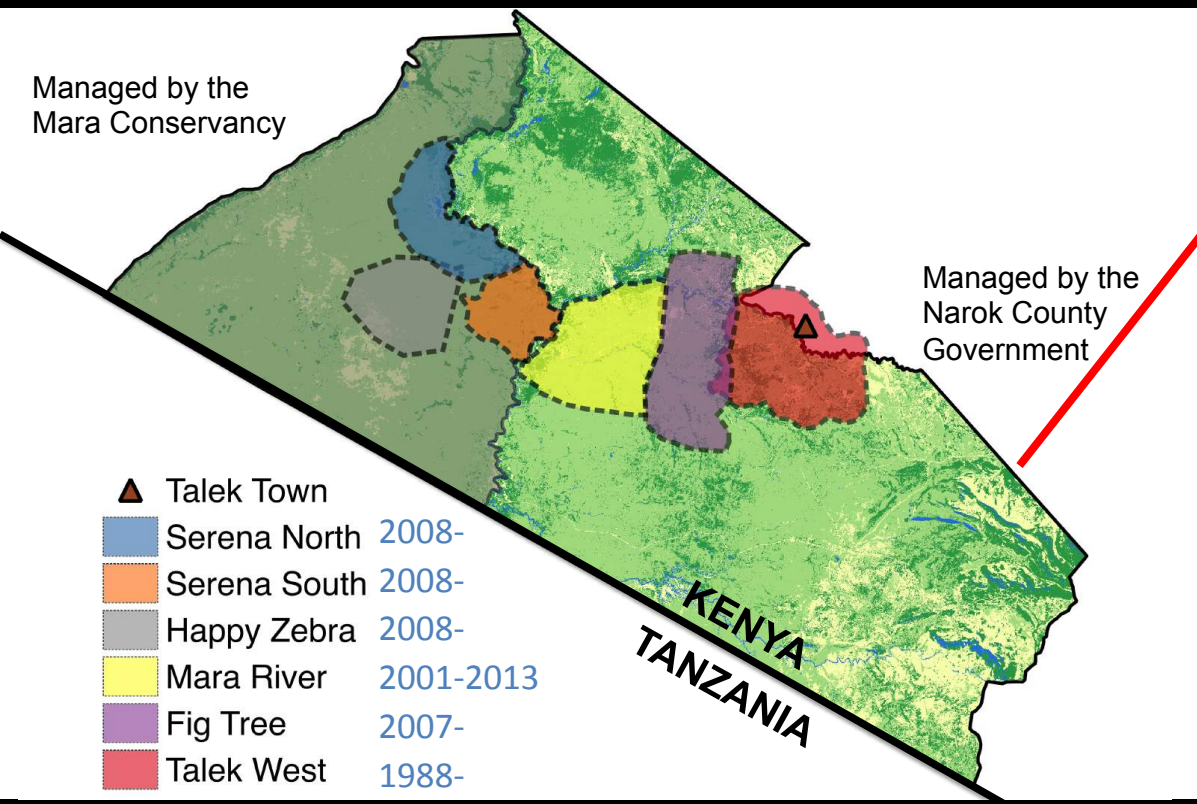 Managed by the
Mara Conservancy
Managed by the
Narok County
Government
Talek Town
Serena North 2008-
Serena South 2008-
Happy Zebra 2008-
Mara River 2001-2013
Fig Tree 2007-
Talek West 1988-
KENYA
TANZANIA